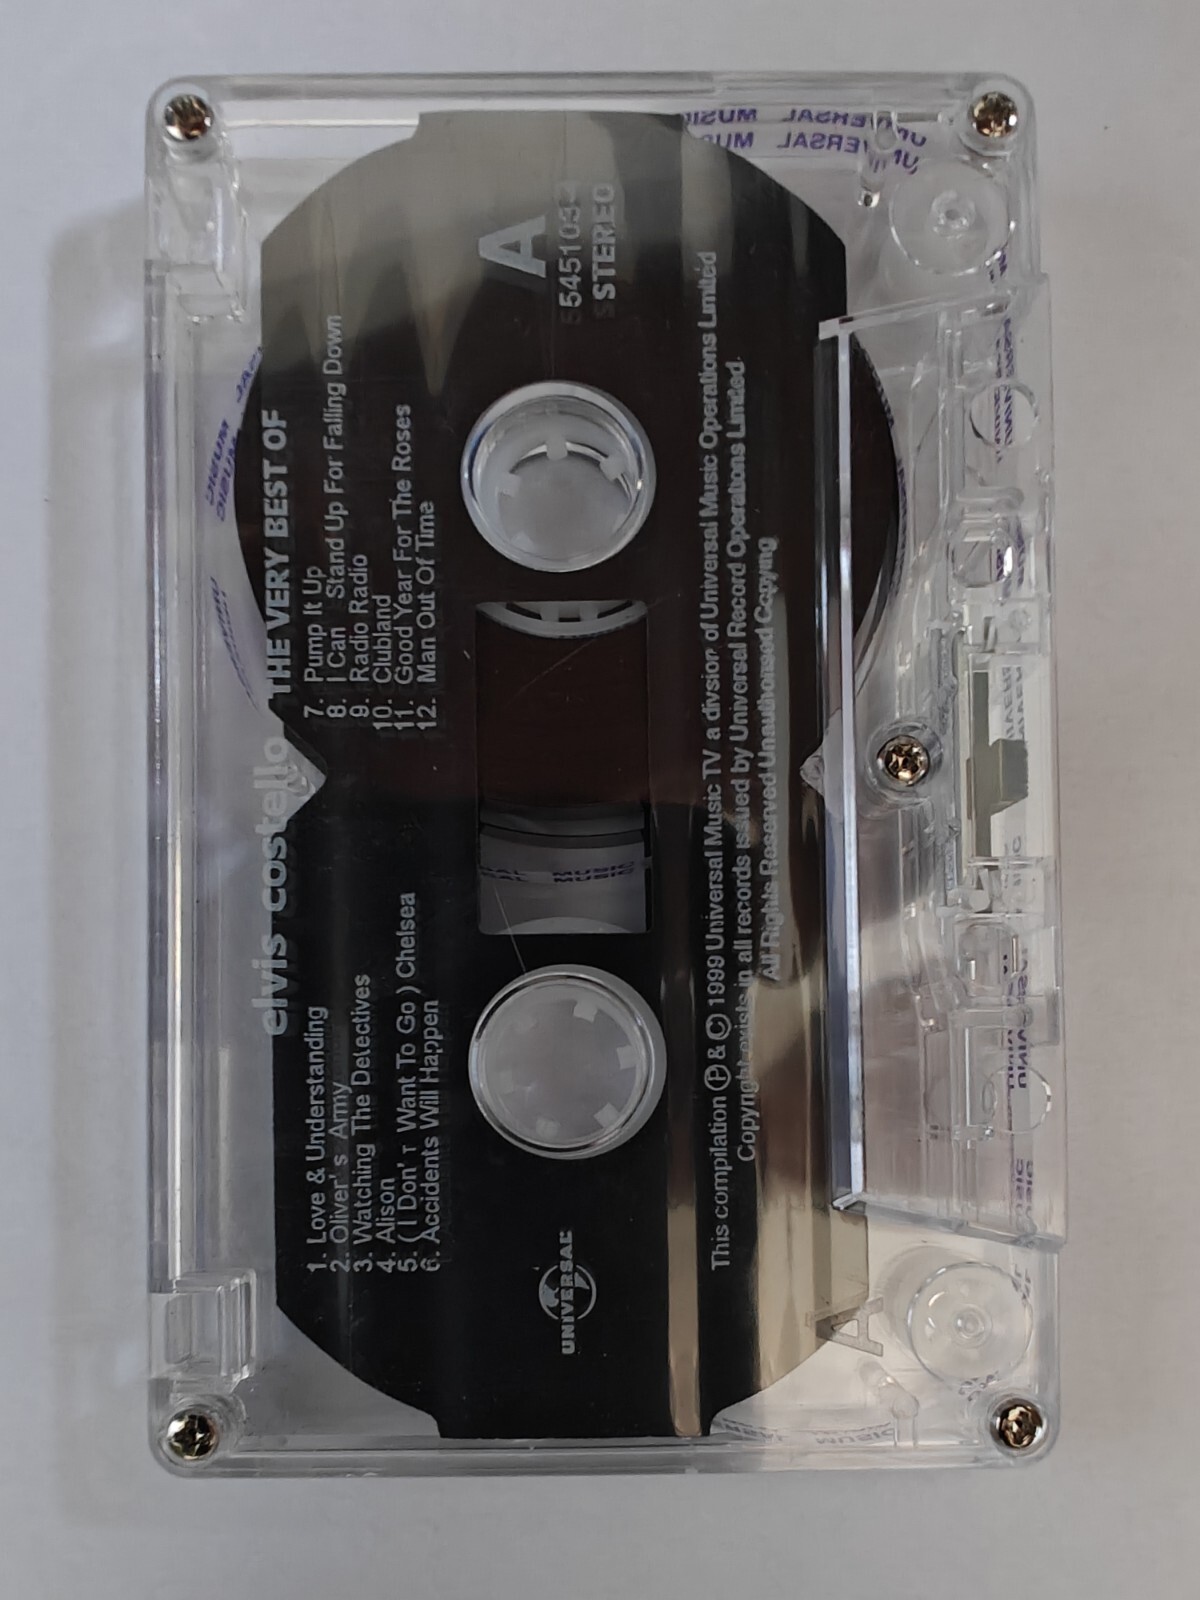 elvis costello THE VERY BEST OF
1. Love & Understanding
2. Oliver's Army
3. Watching The Detectives
4. Alison
5. ( I Don't Want To Go ) Chelsea
6. Accidents Will Happen
7. Pump It Up
8. I Can Stand Up For Falling Down
9. Radio Radio
10. Clubland
11. Good Year For The Roses
12. Man Out Of Time
UNIVERSAL
A
STEREO
This compilation Ⓟ & © 1999 Universal Music TV a divsion of Universal Music Operations Limited
Copyright exists in all records issued by Universal Record Operations Limited.
All Rights Reserved Unauthorised Copying
A
UNIVERSAL MUSIC
UNIVERSAL MUSIC
MUSIC
MUSIC